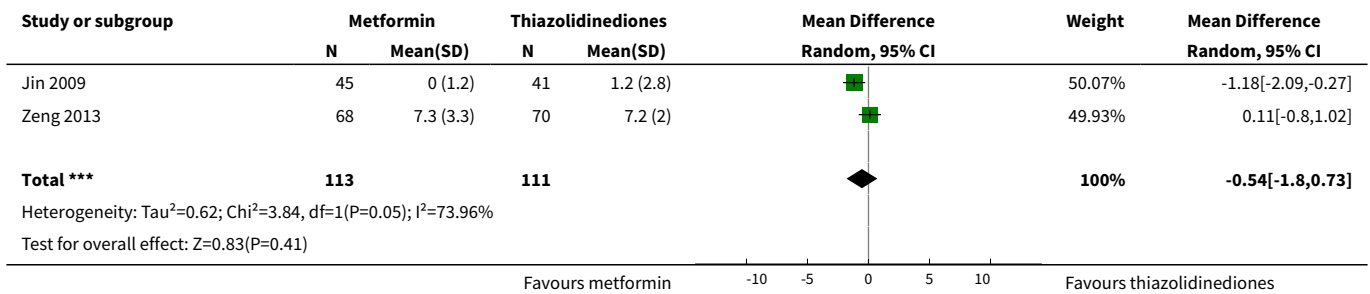 Study or subgroup Metformin Thiazolidinediones Mean Difference Weight Mean Difference
N Mean(SD) N Mean(SD) Random, 95% CI Random, 95% CI
Jin 2009 45 0 (1.2) 41 1.2 (2.8) 50.07% -1.18[-2.09,-0.27]
Zeng 2013 68 7.3 (3.3) 70 7.2 (2) 49.93% 0.11[-0.8,1.02]
Total *** 113 111 100% -0.54[-1.8,0.73]
Heterogeneity: Tau²=0.62; Chi²=3.84, df=1(P=0.05); I²=73.96%
Test for overall effect: Z=0.83(P=0.41)
Favours metformin -10 -5 0 5 10 Favours thiazolidinediones